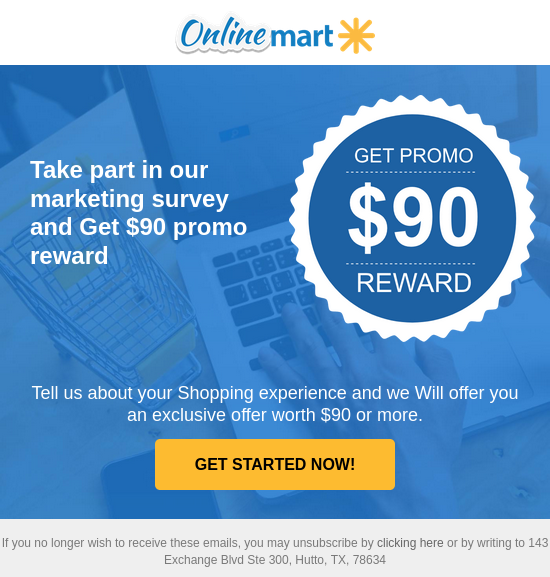 Online mart
Take part in our
marketing survey
and Get $90 promo
reward
GET PROMO
$90
REWARD
Tell us about your Shopping experience and we Will offer you
an exclusive offer worth $90 or more.
GET STARTED NOW!
If you no longer wish to receive these emails, you may unsubscribe by clicking here or by writing to 143
Exchange Blvd Ste 300, Hutto, TX, 78634